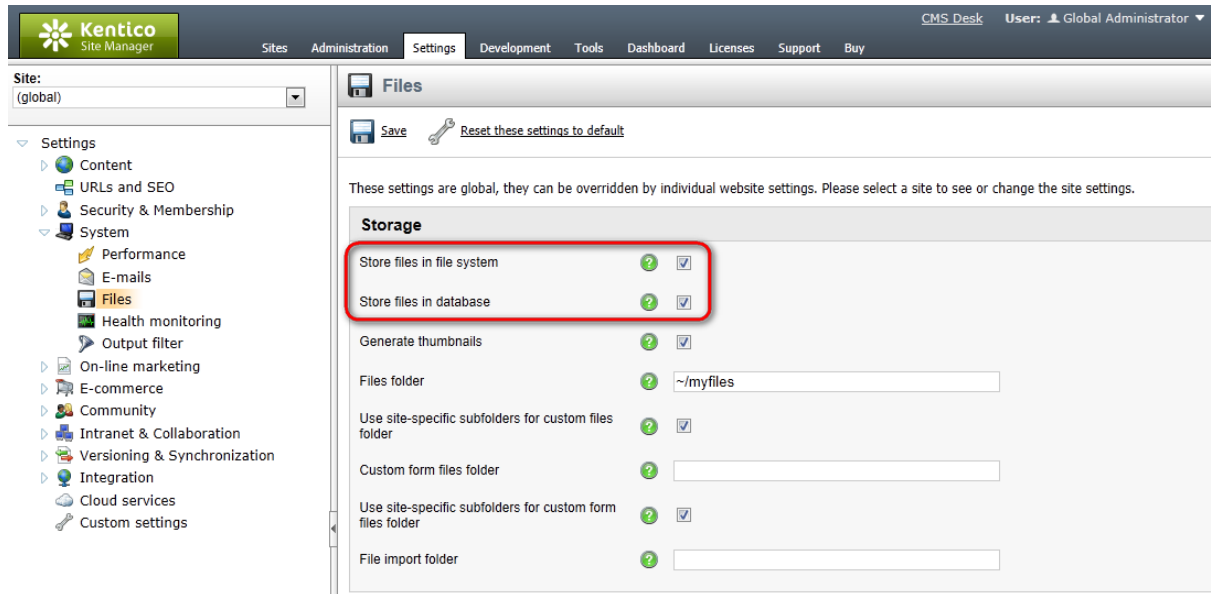 Kentico
Site Manager
CMS Desk User: Global Administrator
Sites Administration Settings Development Tools Dashboard Licenses Support Buy
Site:
(global)
Settings
Content
URLs and SEO
Security & Membership
System
Performance
E-mails
Files
Health monitoring
Output filter
On-line marketing
E-commerce
Community
Intranet & Collaboration
Versioning & Synchronization
Integration
Cloud services
Custom settings
Files
Save Reset these settings to default
These settings are global, they can be overridden by individual website settings. Please select a site to see or change the site settings.
Storage
Store files in file system
Store files in database
Generate thumbnails
Files folder ~/myfiles
Use site-specific subfolders for custom files
folder
Custom form files folder
Use site-specific subfolders for custom form
files folder
File import folder